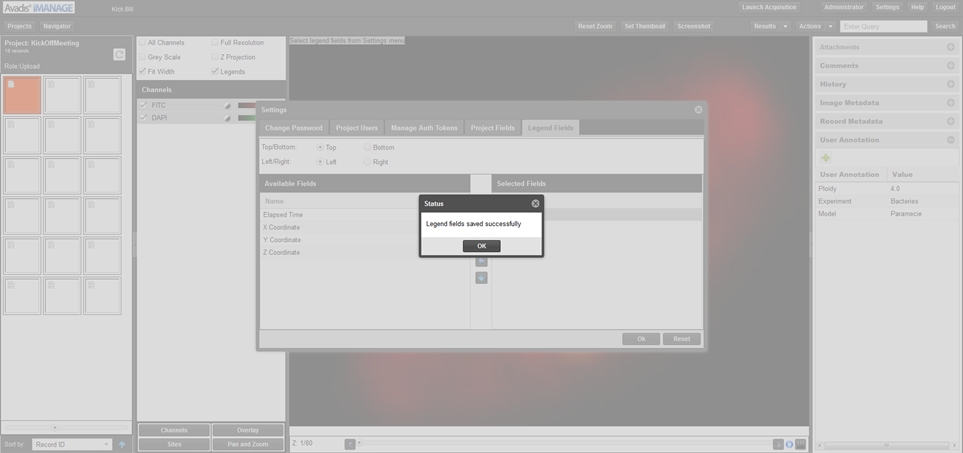 Avadis iMANAGE
Kick Bill
Launch Acquisition
Administrator
Settings
Help
Logout
Projects
Navigator
Reset Zoom
Set Thumbnail
Screenshot
Results
Actions
Enter Query
Search
Project: KickOffMeeting
18 records
Role:Upload
All Channels
Full Resolution
Grey Scale
Z Projection
Fit Width
Legends
Channels
FITC
DAPI
Select legend fields from Settings menu
Settings
Change Password
Project Users
Manage Auth Tokens
Project Fields
Legend Fields
Top/Bottom:
Top
Bottom
Left/Right:
Left
Right
Available Fields
Selected Fields
Name
Elapsed Time
X Coordinate
Y Coordinate
Z Coordinate
Status
Legend fields saved successfully
OK
Ok
Reset
Attachments
Comments
History
Image Metadata
Record Metadata
User Annotation
User Annotation Value
Ploidy 4.0
Experiment Bacteries
Model Paramecie
Sort by:
Record ID
Channels
Overlay
Sites
Pan and Zoom
Z: 1/60